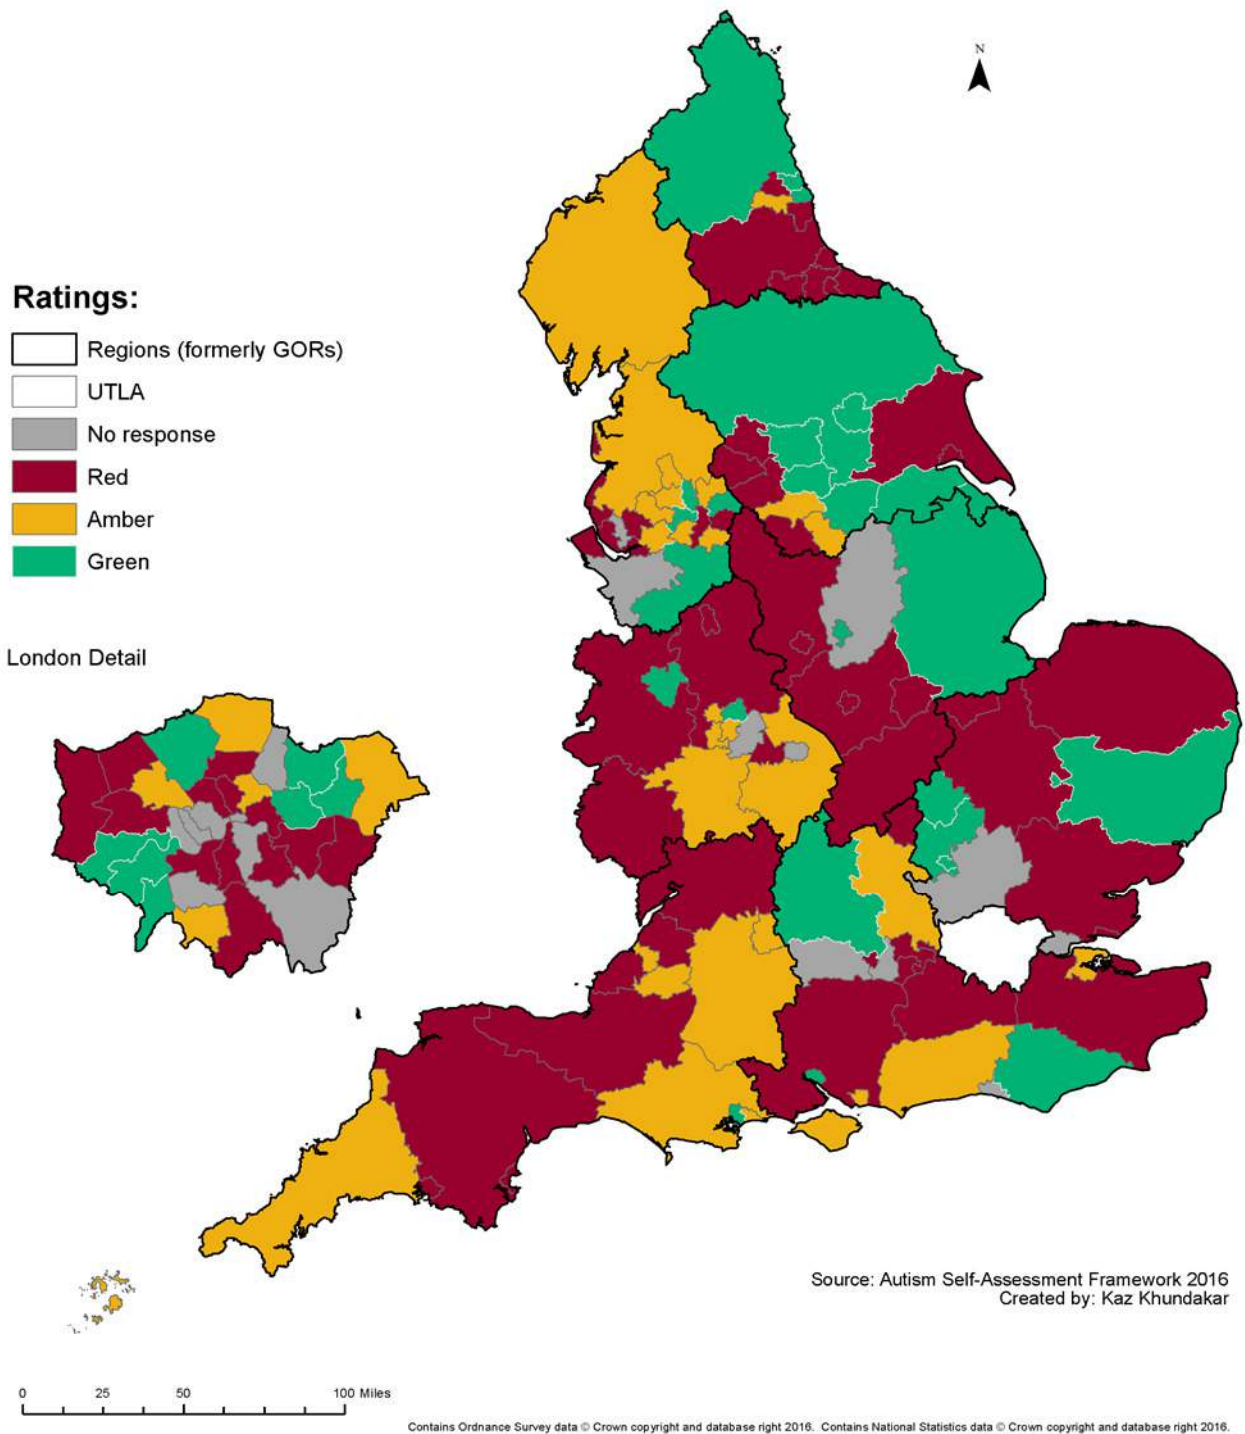 N
Ratings:
Regions (formerly GORs)
UTLA
No response
Red
Amber
Green
London Detail
Source: Autism Self-Assessment Framework 2016
Created by: Kaz Khundakar
0 25 50 100 Miles
Contains Ordnance Survey data © Crown copyright and database right 2016. Contains National Statistics data © Crown copyright and database right 2016.